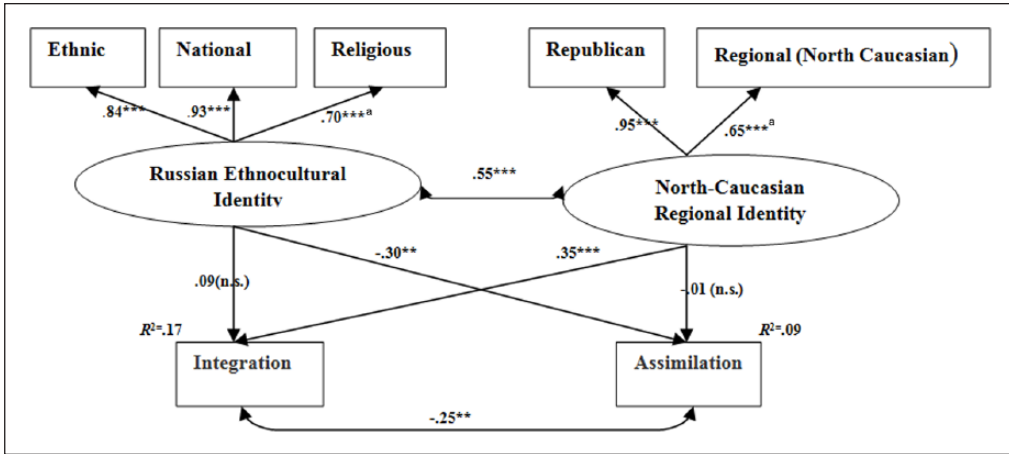 Ethnic
National
Religious
Republican
Regional (North Caucasian)
.84***
.93***
.70***a
.95***
.65***a
Russian Ethnocultural
Identity
.55***
North-Caucasian
Regional Identity
-.30**
.35***
.09(n.s.)
-.01 (n.s.)
R²=.17
R²=.09
Integration
Assimilation
-.25**